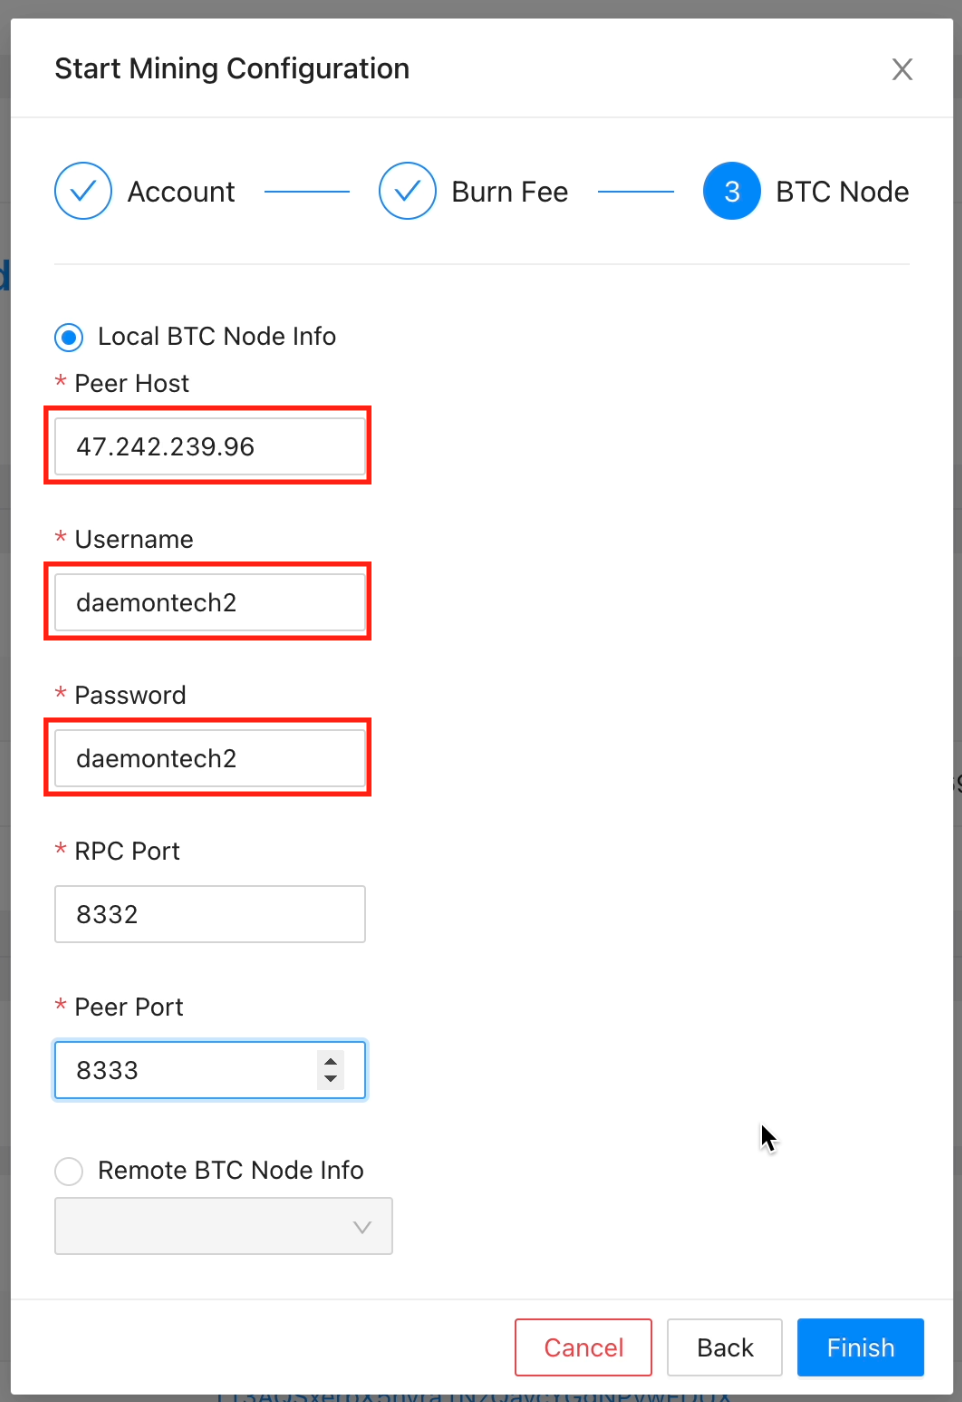 Start Mining Configuration
Account
Burn Fee
3 BTC Node
Local BTC Node Info
* Peer Host
47.242.239.96
* Username
daemontech2
* Password
daemontech2
* RPC Port
8332
* Peer Port
8333
Remote BTC Node Info
Cancel
Back
Finish